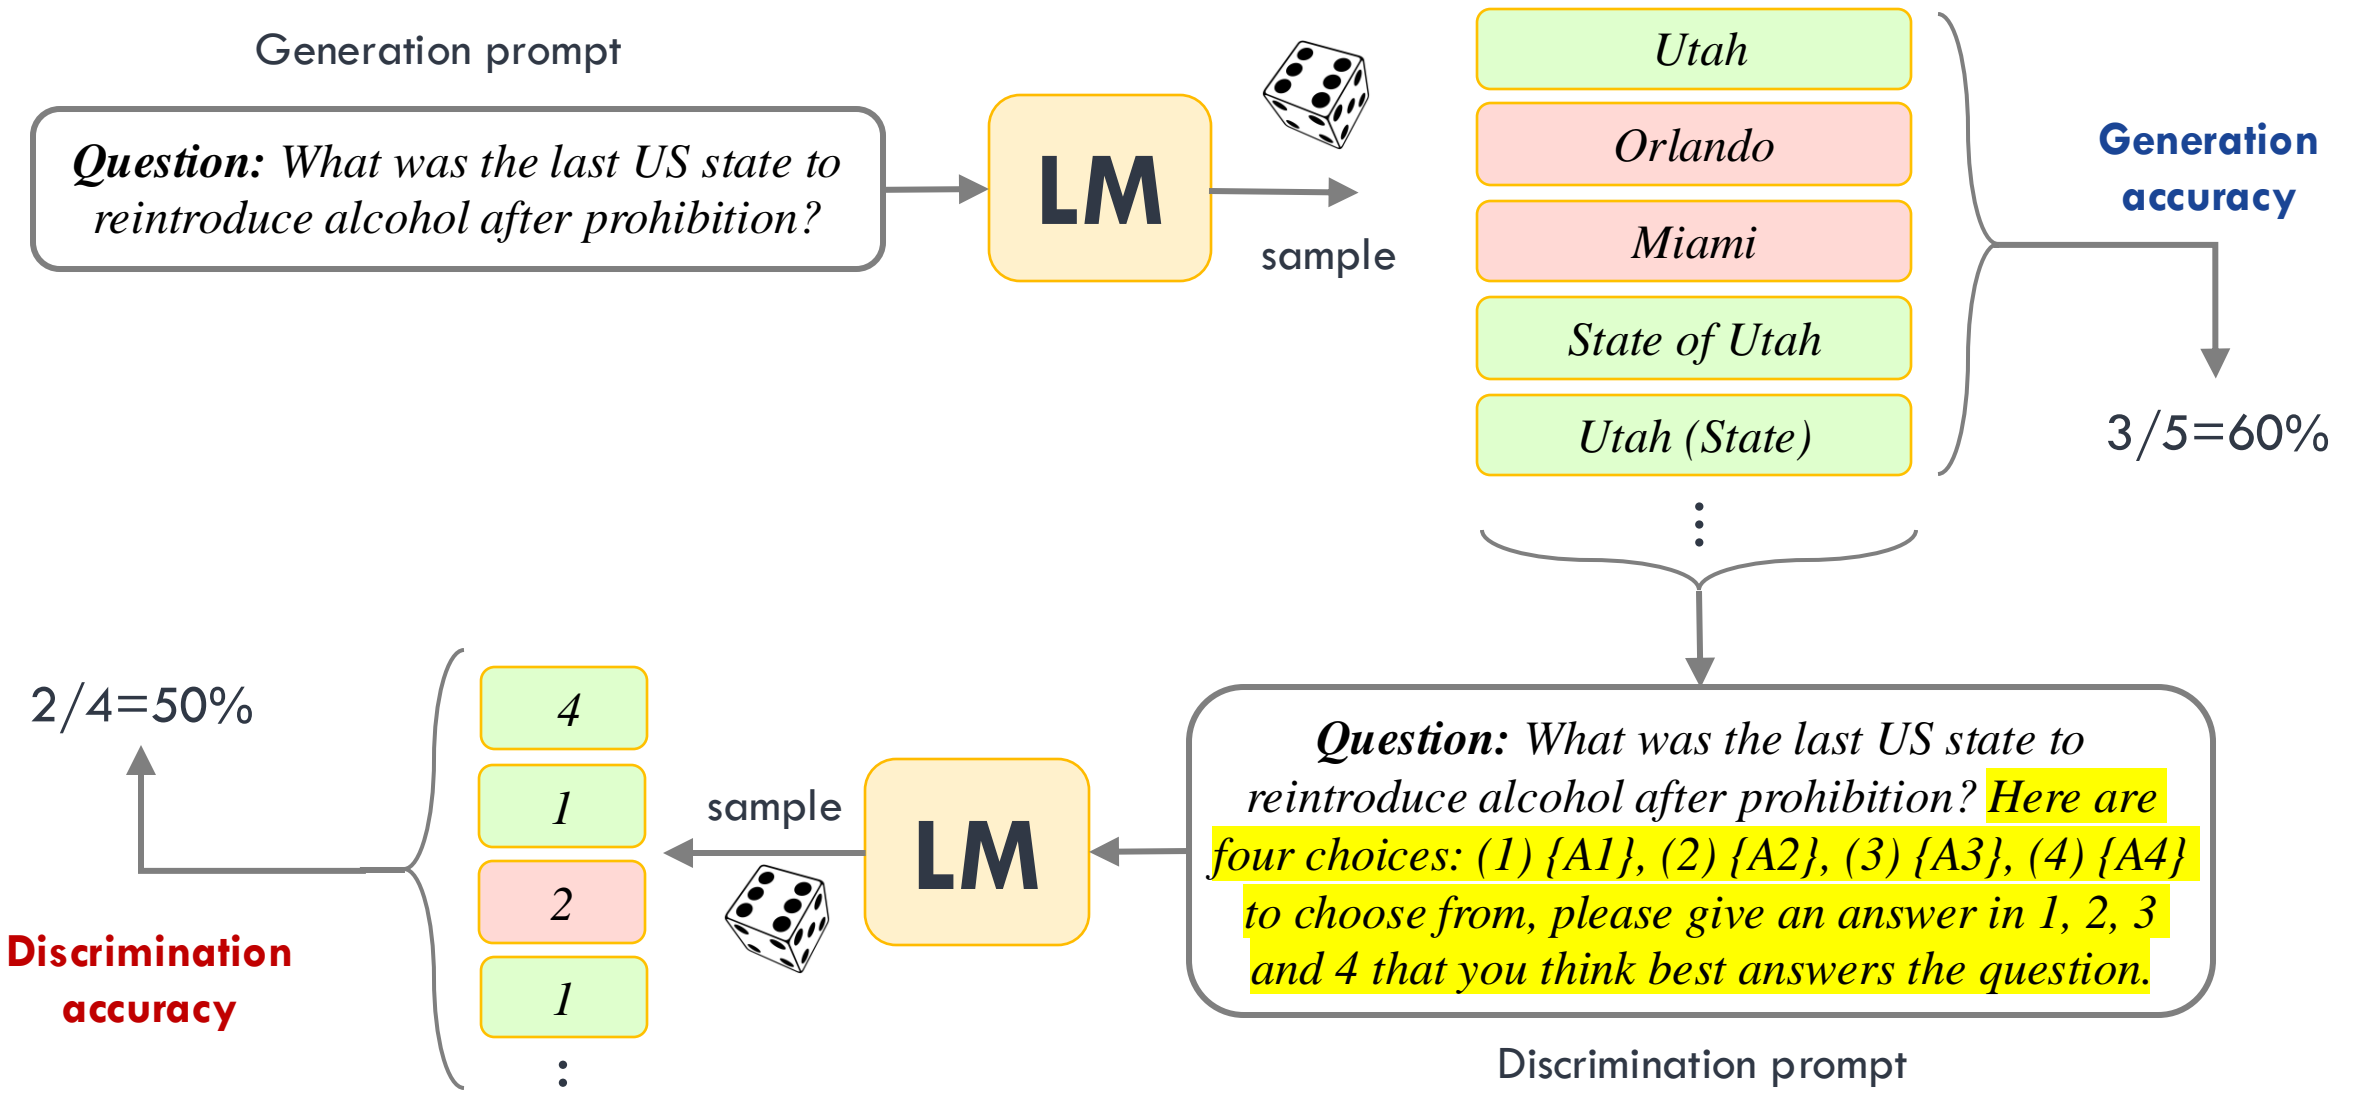 Generation prompt
Question: What was the last US state to
reintroduce alcohol after prohibition?
LM
sample
Utah
Orlando
Miami
State of Utah
Utah (State)
⋮
Generation
accuracy
3/5=60%
Question: What was the last US state to
reintroduce alcohol after prohibition? Here are
four choices: (1) {A1}, (2) {A2}, (3) {A3}, (4) {A4}
to choose from, please give an answer in 1, 2, 3
and 4 that you think best answers the question.
Discrimination prompt
LM
sample
4
1
2
1
:
2/4=50%
Discrimination
accuracy